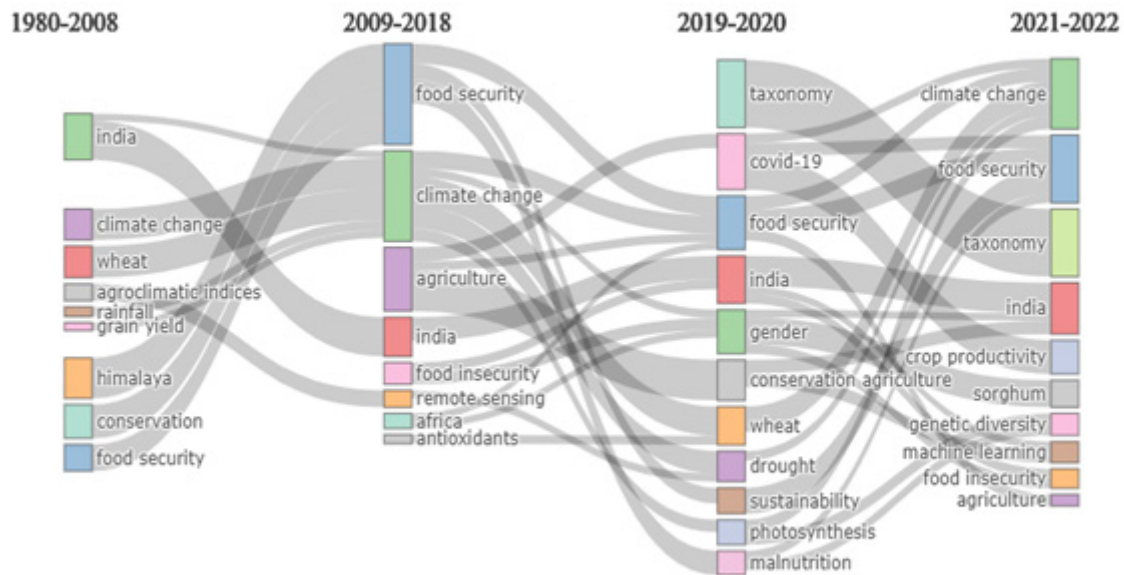 1980-2008
2009-2018
2019-2020
2021-2022
india
climate change
wheat
agroclimatic indices
rainfall
grain yield
himalaya
conservation
food security
food security
climate change
agriculture
india
food insecurity
remote sensing
africa
antioxidants
taxonomy
covid-19
food security
india
gender
conservation agriculture
wheat
drought
sustainability
photosynthesis
malnutrition
climate change
food security
taxonomy
india
crop productivity
sorghum
genetic diversity
machine learning
food insecurity
agriculture